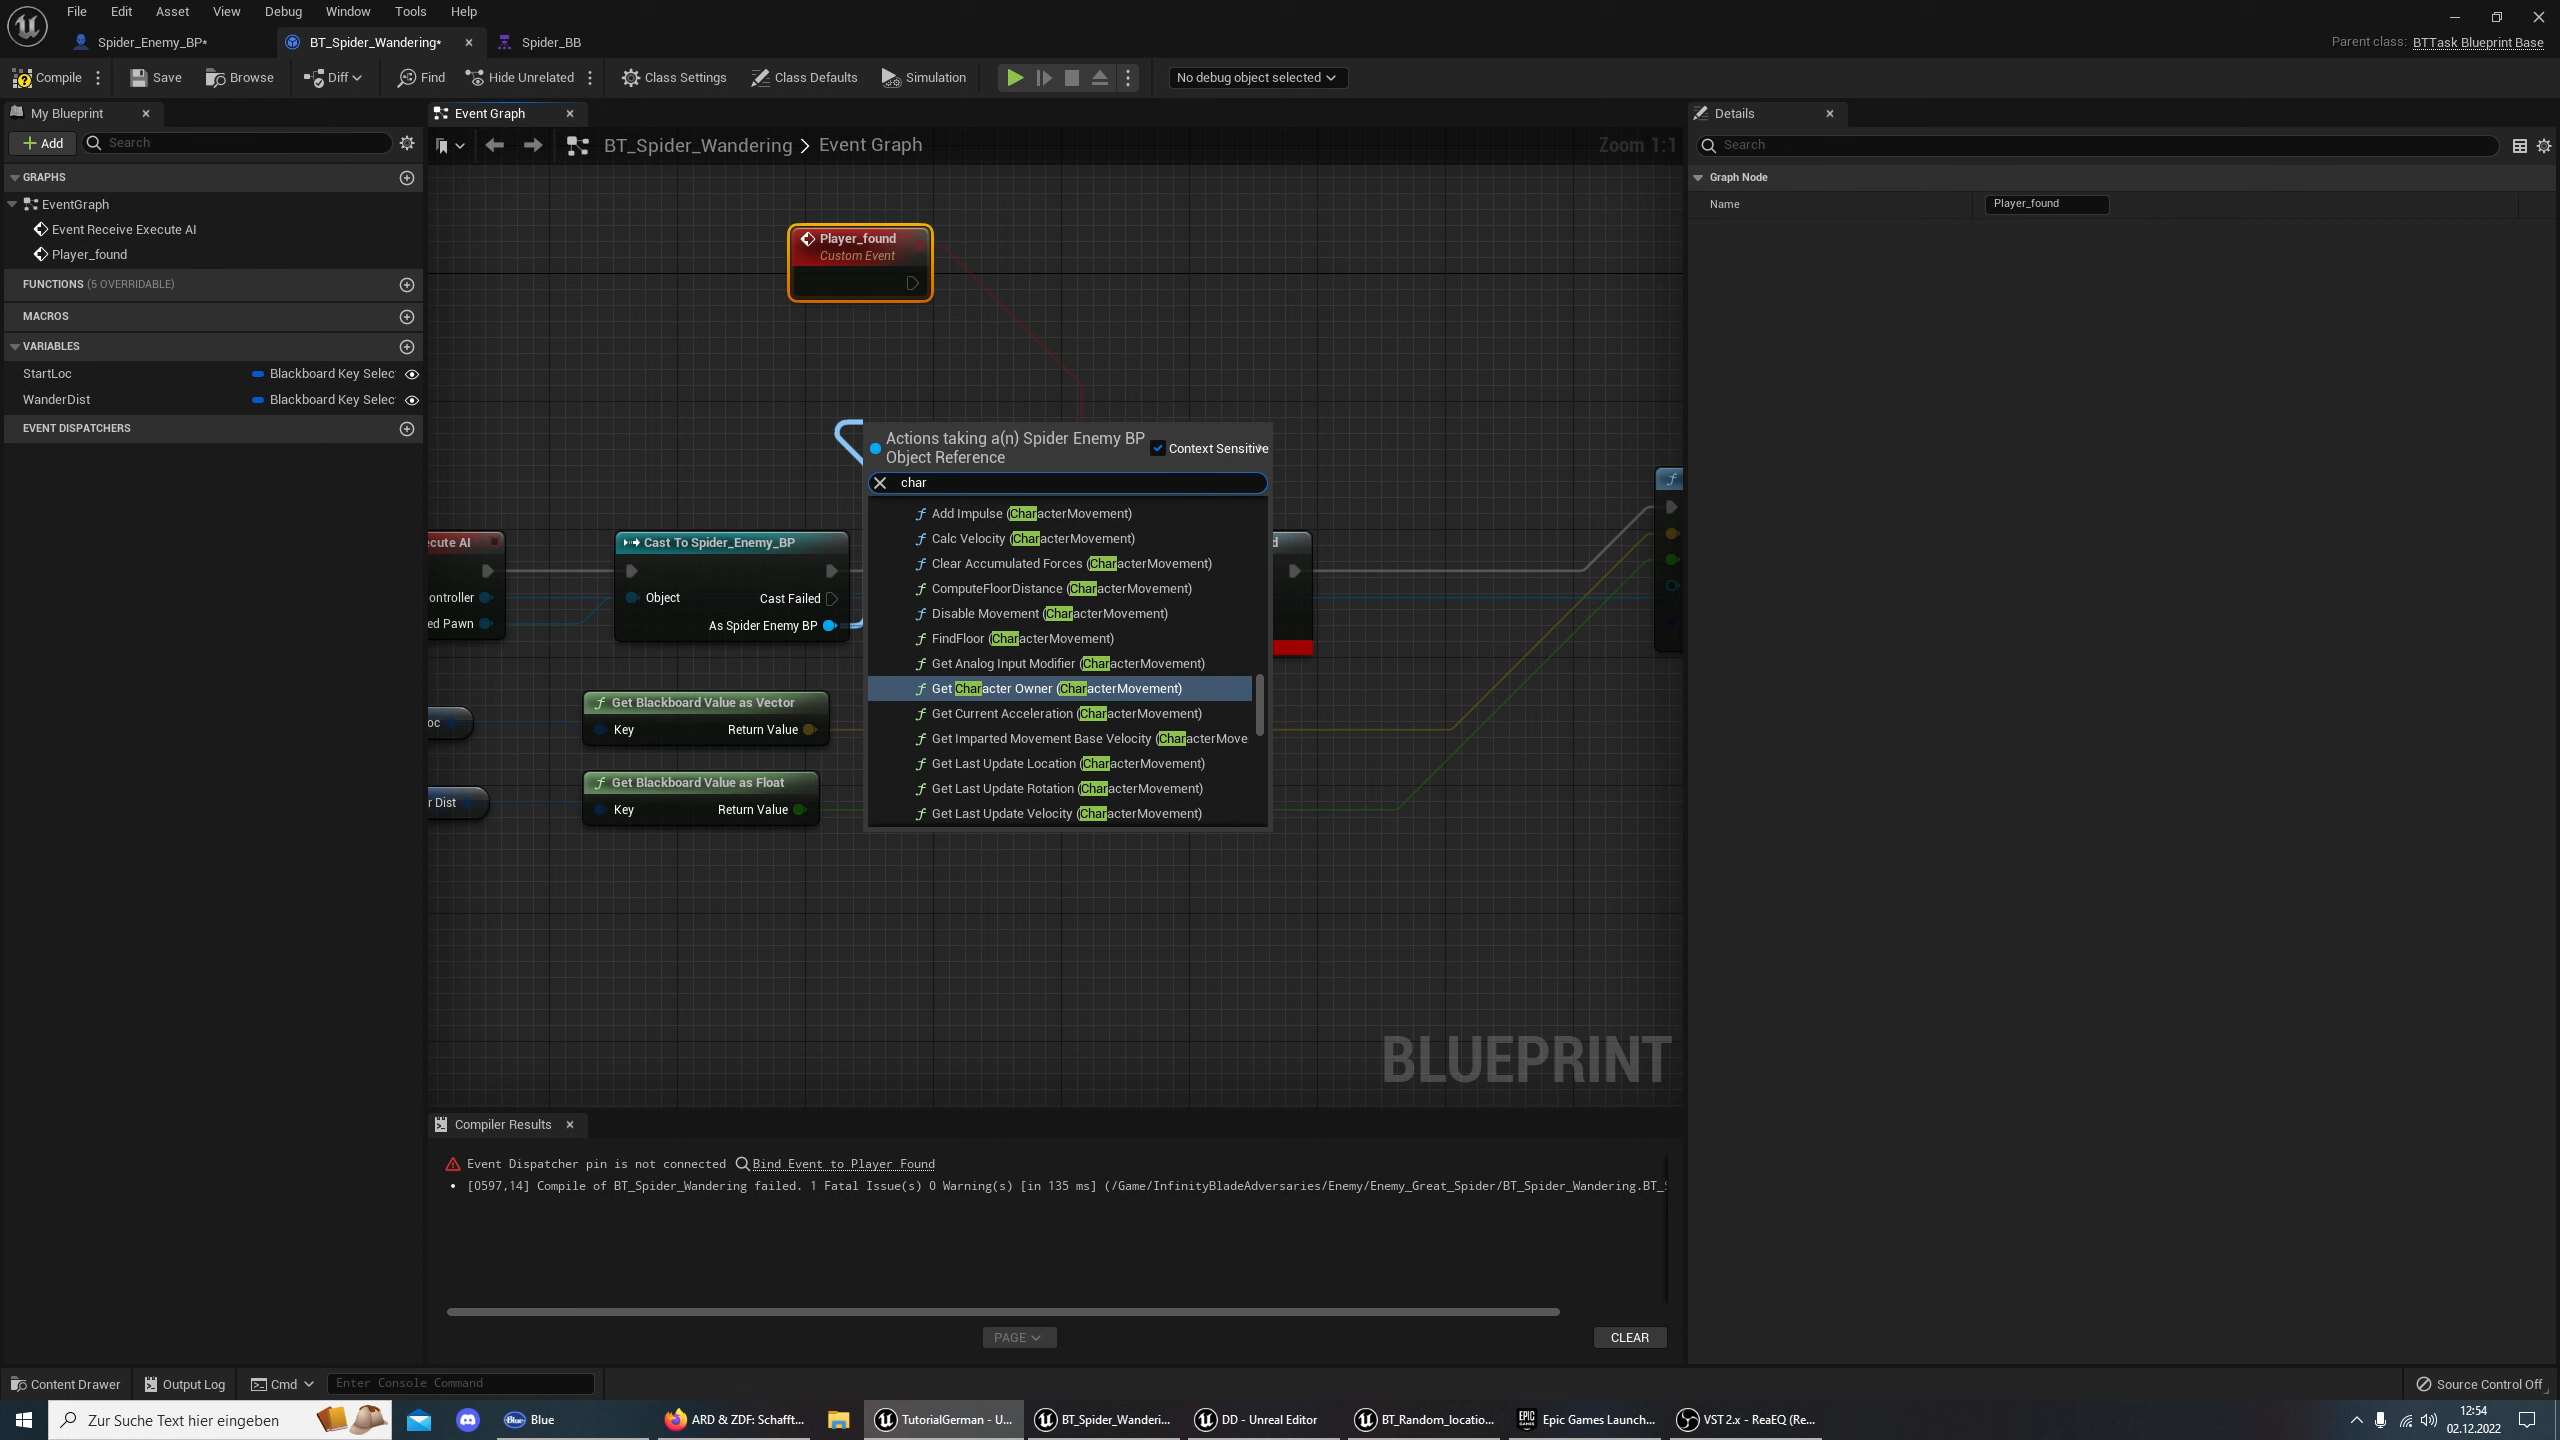 File Edit Asset View Debug Window Tools Help
Spider_Enemy_BP* BT_Spider_Wandering* Spider_BB
Parent class: BTTask Blueprint Base
Compile Save Browse Diff Find Hide Unrelated Class Settings Class Defaults Simulation No debug object selected
My Blueprint Event Graph Details
Add Search
BT_Spider_Wandering > Event Graph Zoom 1:1
Search
GRAPHS
EventGraph
Event Receive Execute AI
Player_found
FUNCTIONS (5 OVERRIDABLE)
MACROS
VARIABLES
StartLoc Blackboard Key Selec
WanderDist Blackboard Key Selec
EVENT DISPATCHERS
Graph Node
Name Player_found
Player_found
Custom Event
Actions taking a(n) Spider Enemy BP
Object Reference
Context Sensitive
char
Add Impulse (CharacterMovement)
Calc Velocity (CharacterMovement)
Clear Accumulated Forces (CharacterMovement)
ComputeFloorDistance (CharacterMovement)
Disable Movement (CharacterMovement)
FindFloor (CharacterMovement)
Get Analog Input Modifier (CharacterMovement)
Get Character Owner (CharacterMovement)
Get Current Acceleration (CharacterMovement)
Get Imparted Movement Base Velocity (CharacterMove
Get Last Update Location (CharacterMovement)
Get Last Update Rotation (CharacterMovement)
Get Last Update Velocity (CharacterMovement)
ecute AI
ontroller
ed Pawn
Cast To Spider_Enemy_BP
Object Cast Failed
As Spider Enemy BP
d
oc
Get Blackboard Value as Vector
Key Return Value
r Dist
Get Blackboard Value as Float
Key Return Value
BLUEPRINT
Compiler Results
Event Dispatcher pin is not connected Bind Event to Player Found
[0597,14] Compile of BT_Spider_Wandering failed. 1 Fatal Issue(s) 0 Warning(s) [in 135 ms] (/Game/InfinityBladeAdversaries/Enemy/Enemy_Great_Spider/BT_Spider_Wandering.BT_S
PAGE CLEAR
Content Drawer Output Log Cmd Enter Console Command Source Control Off
Zur Suche Text hier eingeben Blue ARD & ZDF: Schafft... TutorialGerman - U... BT_Spider_Wanderi... DD - Unreal Editor BT_Random_locatio... Epic Games Launch... VST 2.x - ReaEQ (Re...
12:54
02.12.2022